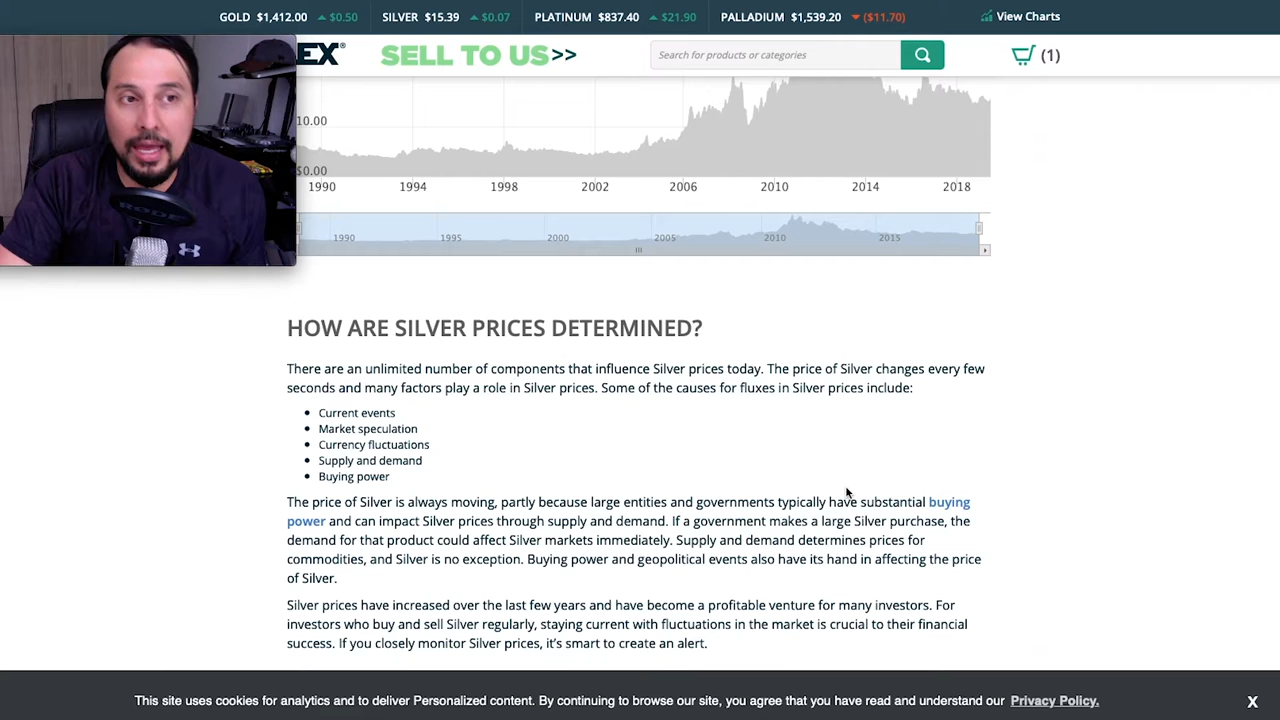 GOLD $1,412.00 ▲ $0.50 SILVER $15.39 ▲ $0.07 PLATINUM $837.40 ▲ $21.90 PALLADIUM $1,539.20 ▼ ($11.70) View Charts
EX® SELL TO US >> Search for products or categories (1)
10.00
$0.00
1990 1994 1998 2002 2006 2010 2014 2018
1990 1995 2000 2005 2010 2015
RODE
HOW ARE SILVER PRICES DETERMINED?
There are an unlimited number of components that influence Silver prices today. The price of Silver changes every few
seconds and many factors play a role in Silver prices. Some of the causes for fluxes in Silver prices include:
• Current events
• Market speculation
• Currency fluctuations
• Supply and demand
• Buying power
The price of Silver is always moving, partly because large entities and governments typically have substantial buying
power and can impact Silver prices through supply and demand. If a government makes a large Silver purchase, the
demand for that product could affect Silver markets immediately. Supply and demand determines prices for
commodities, and Silver is no exception. Buying power and geopolitical events also have its hand in affecting the price
of Silver.
Silver prices have increased over the last few years and have become a profitable venture for many investors. For
investors who buy and sell Silver regularly, staying current with fluctuations in the market is crucial to their financial
success. If you closely monitor Silver prices, it's smart to create an alert.
This site uses cookies for analytics and to deliver Personalized content. By continuing to browse our site, you agree that you have read and understand our Privacy Policy. X